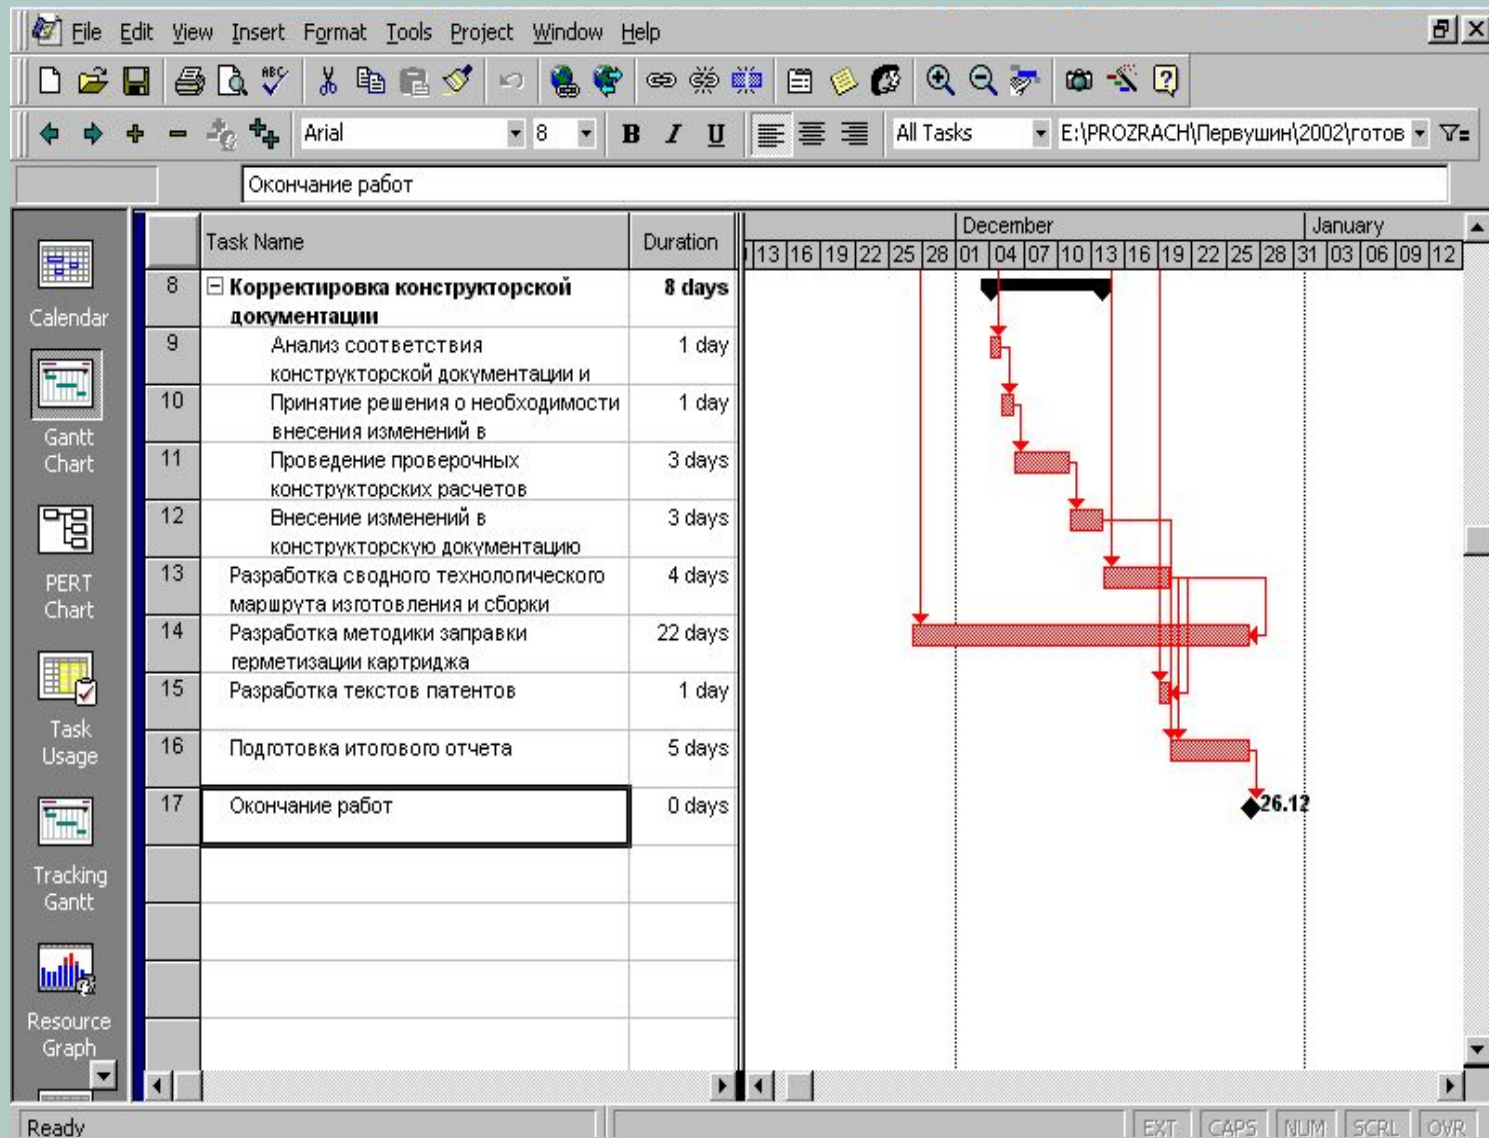 File Edit View Insert Format Tools Project Window Help
Arial 8 B I U All Tasks E:\PROZRACH\Первушин\2002\готов
Окончание работ
Calendar
Gantt
Chart
PERT
Chart
Task
Usage
Tracking
Gantt
Resource
Graph
Task Name Duration
8 Корректировка конструкторской 8 days
документации
9 Анализ соответствия 1 day
конструкторской документации и
10 Принятие решения о необходимости 1 day
внесения изменений в
11 Проведение проверочных 3 days
конструкторских расчетов
12 Внесение изменений в 3 days
конструкторскую документацию
13 Разработка сводного технологического 4 days
маршрута изготовления и сборки
14 Разработка методики заправки 22 days
герметизации картриджа
15 Разработка текстов патентов 1 day
16 Подготовка итогового отчета 5 days
17 Окончание работ 0 days
December January
13 16 19 22 25 28 01 04 07 10 13 16 19 22 25 28 31 03 06 09 12
26.12
Ready EXT CAPS NUM SCRL OVR